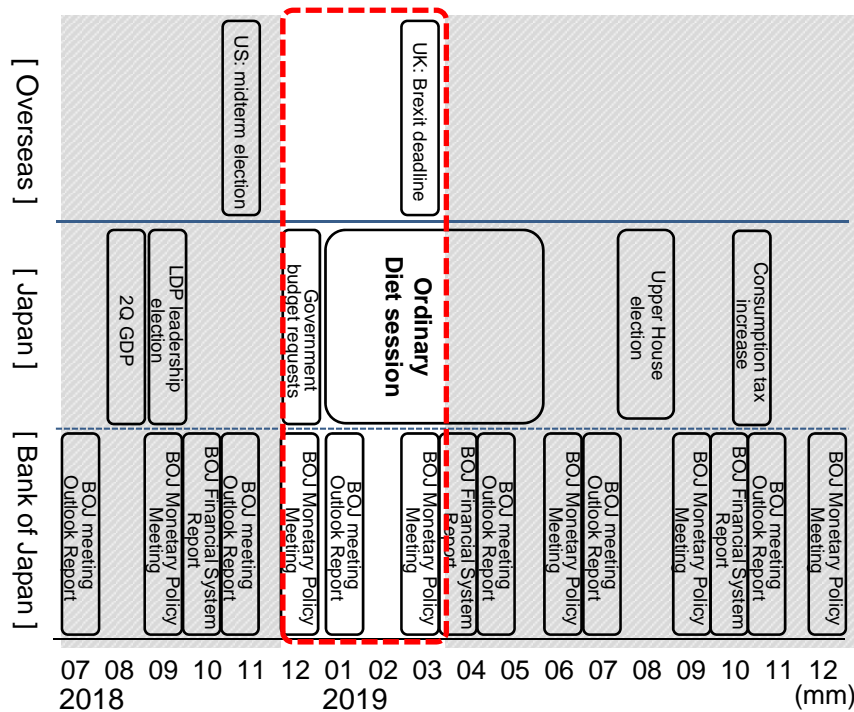 [ Overseas ]
US: midterm election
UK: Brexit deadline
[ Japan ]
2Q GDP
LDP leadership
election
Government
budget requests
Ordinary
Diet session
Upper House
election
Consumption tax
increase
[ Bank of Japan ]
BOJ meeting
Outlook Report
BOJ Monetary Policy
Meeting
BOJ Financial System
Report
BOJ meeting
Outlook Report
BOJ Monetary Policy
Meeting
BOJ meeting
Outlook Report
BOJ Monetary Policy
Meeting
BOJ Financial System
Report
BOJ meeting
Outlook Report
BOJ Monetary Policy
Meeting
BOJ meeting
Outlook Report
BOJ Monetary Policy
Meeting
BOJ Financial System
Report
BOJ meeting
Outlook Report
BOJ Monetary Policy
Meeting
07 08 09 10 11 12 01 02 03 04 05 06 07 08 09 10 11 12
2018 2019 (mm)